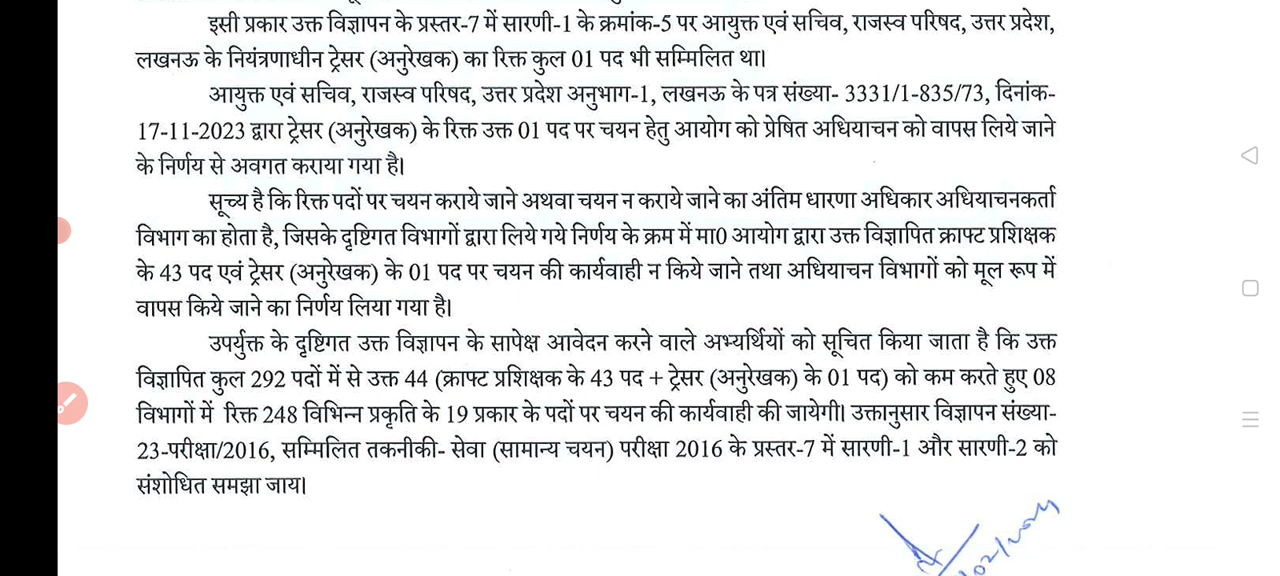 इसी प्रकार उक्त विज्ञापन के प्रस्तर-7 में सारणी-1 के क्रमांक-5 पर आयुक्त एवं सचिव, राजस्व परिषद, उत्तर प्रदेश,
लखनऊ के नियंत्रणाधीन ट्रेसर (अनुरेखक) का रिक्त कुल 01 पद भी सम्मिलित था।
आयुक्त एवं सचिव, राजस्व परिषद, उत्तर प्रदेश अनुभाग-1, लखनऊ के पत्र संख्या- 3331/1-835/73, दिनांक-
17-11-2023 द्वारा ट्रेसर (अनुरेखक) के रिक्त उक्त 01 पद पर चयन हेतु आयोग को प्रेषित अधियाचन को वापस लिये जाने
के निर्णय से अवगत कराया गया है।
सूच्य है कि रिक्त पदों पर चयन कराये जाने अथवा चयन न कराये जाने का अंतिम धारणा अधिकार अधियाचनकर्ता
विभाग का होता है, जिसके दृष्टिगत विभागों द्वारा लिये गये निर्णय के क्रम में मा0 आयोग द्वारा उक्त विज्ञापित क्राफ्ट प्रशिक्षक
के 43 पद एवं ट्रेसर (अनुरेखक) के 01 पद पर चयन की कार्यवाही न किये जाने तथा अधियाचन विभागों को मूल रूप में
वापस किये जाने का निर्णय लिया गया है।
उपर्युक्त के दृष्टिगत उक्त विज्ञापन के सापेक्ष आवेदन करने वाले अभ्यर्थियों को सूचित किया जाता है कि उक्त
विज्ञापित कुल 292 पदों में से उक्त 44 (क्राफ्ट प्रशिक्षक के 43 पद + ट्रेसर (अनुरेखक) के 01 पद) को कम करते हुए 08
विभागों में रिक्त 248 विभिन्न प्रकृति के 19 प्रकार के पदों पर चयन की कार्यवाही की जायेगी। उक्तानुसार विज्ञापन संख्या-
23-परीक्षा/2016, सम्मिलित तकनीकी- सेवा (सामान्य चयन) परीक्षा 2016 के प्रस्तर-7 में सारणी-1 और सारणी-2 को
संशोधित समझा जाय।